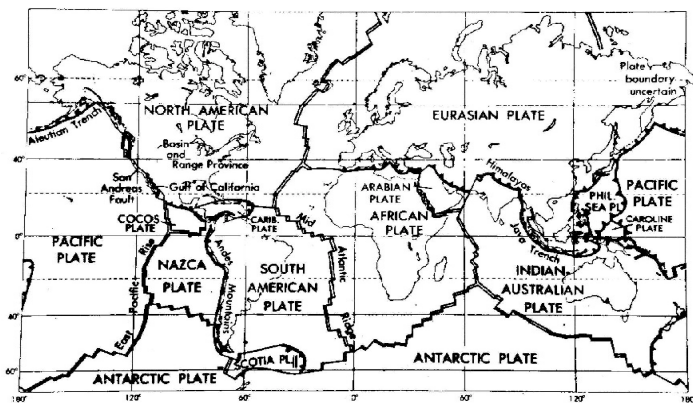 60°
40°
20°
0°
20°
40°
60°
Plate
boundary
uncertain
NORTH AMERICAN
PLATE
EURASIAN PLATE
Aleutian Trench
Basin
and
Range Province
San
Andreas
Fault
Gulf of California
Himalayas
ARABIAN
PLATE
AFRICAN
PLATE
PHIL.
SEA PL.
PACIFIC
PLATE
CAROLINE
PLATE
COCOS
PLATE
CARIB.
PLATE
Mid
Atlantic
Ridge
Java Trench
PACIFIC
PLATE
East
Pacific
Rise
NAZCA
PLATE
Andes
Mountains
SOUTH
AMERICAN
PLATE
INDIAN-
AUSTRALIAN
PLATE
SCOTIA PL
ANTARCTIC PLATE
ANTARCTIC PLATE
180
120°
60°
0°
60°
120°
180